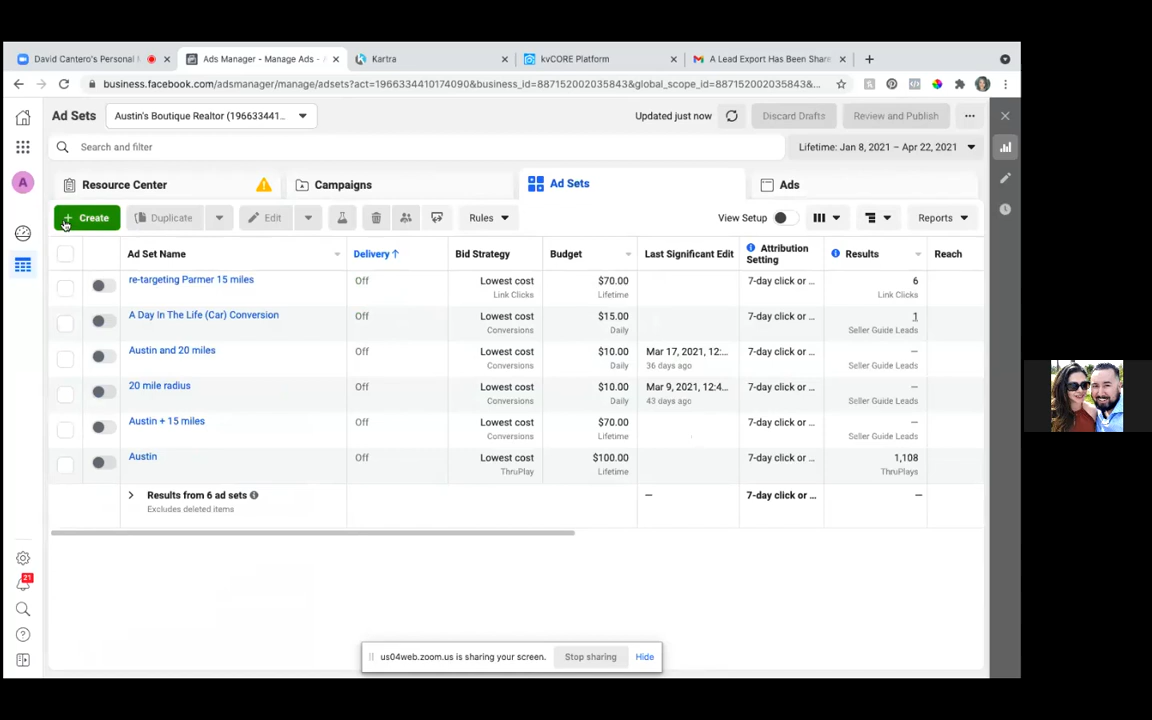 David Cantero's Personal
Ads Manager - Manage Ads -
Kartra
kvCORE Platform
A Lead Export Has Been Share
business.facebook.com/adsmanager/manage/adsets?act=1966334410174090&business_id=887152002035843&global_scope_id=887152002035843&...
Ad Sets
Austin's Boutique Realtor (196633441...
Updated just now
Discard Drafts
Review and Publish
Search and filter
Lifetime: Jan 8, 2021 – Apr 22, 2021
A
Resource Center
Campaigns
Ad Sets
Ads
+ Create
Duplicate
Edit
Rules
View Setup
Reports
Ad Set Name
Delivery ↑
Bid Strategy
Budget
Last Significant Edit
Attribution Setting
Results
Reach
re-targeting Parmer 15 miles
Off
Lowest cost
Link Clicks
$70.00
Lifetime
7-day click or ...
6
Link Clicks
A Day In The Life (Car) Conversion
Off
Lowest cost
Conversions
$15.00
Daily
7-day click or ...
1
Seller Guide Leads
Austin and 20 miles
Off
Lowest cost
Conversions
$10.00
Daily
Mar 17, 2021, 12:...
36 days ago
7-day click or ...
—
Seller Guide Leads
20 mile radius
Off
Lowest cost
Conversions
$10.00
Daily
Mar 9, 2021, 12:4...
43 days ago
7-day click or ...
—
Seller Guide Leads
Austin + 15 miles
Off
Lowest cost
Conversions
$70.00
Lifetime
7-day click or ...
—
Seller Guide Leads
Austin
Off
Lowest cost
ThruPlay
$100.00
Lifetime
7-day click or ...
1,108
ThruPlays
Results from 6 ad sets
Excludes deleted items
—
7-day click or ...
—
21
us04web.zoom.us is sharing your screen.
Stop sharing
Hide